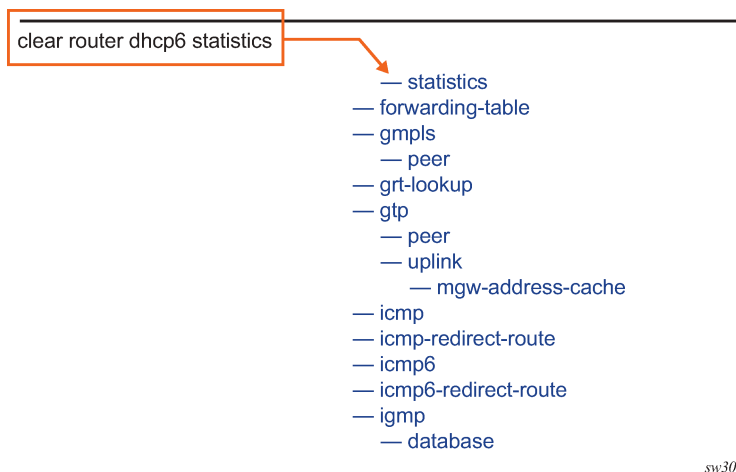 clear router dhcp6 statistics
— statistics
— forwarding-table
— gmpls
— peer
— grt-lookup
— gtp
— peer
— uplink
— mgw-address-cache
— icmp
— icmp-redirect-route
— icmp6
— icmp6-redirect-route
— igmp
— database
sw30